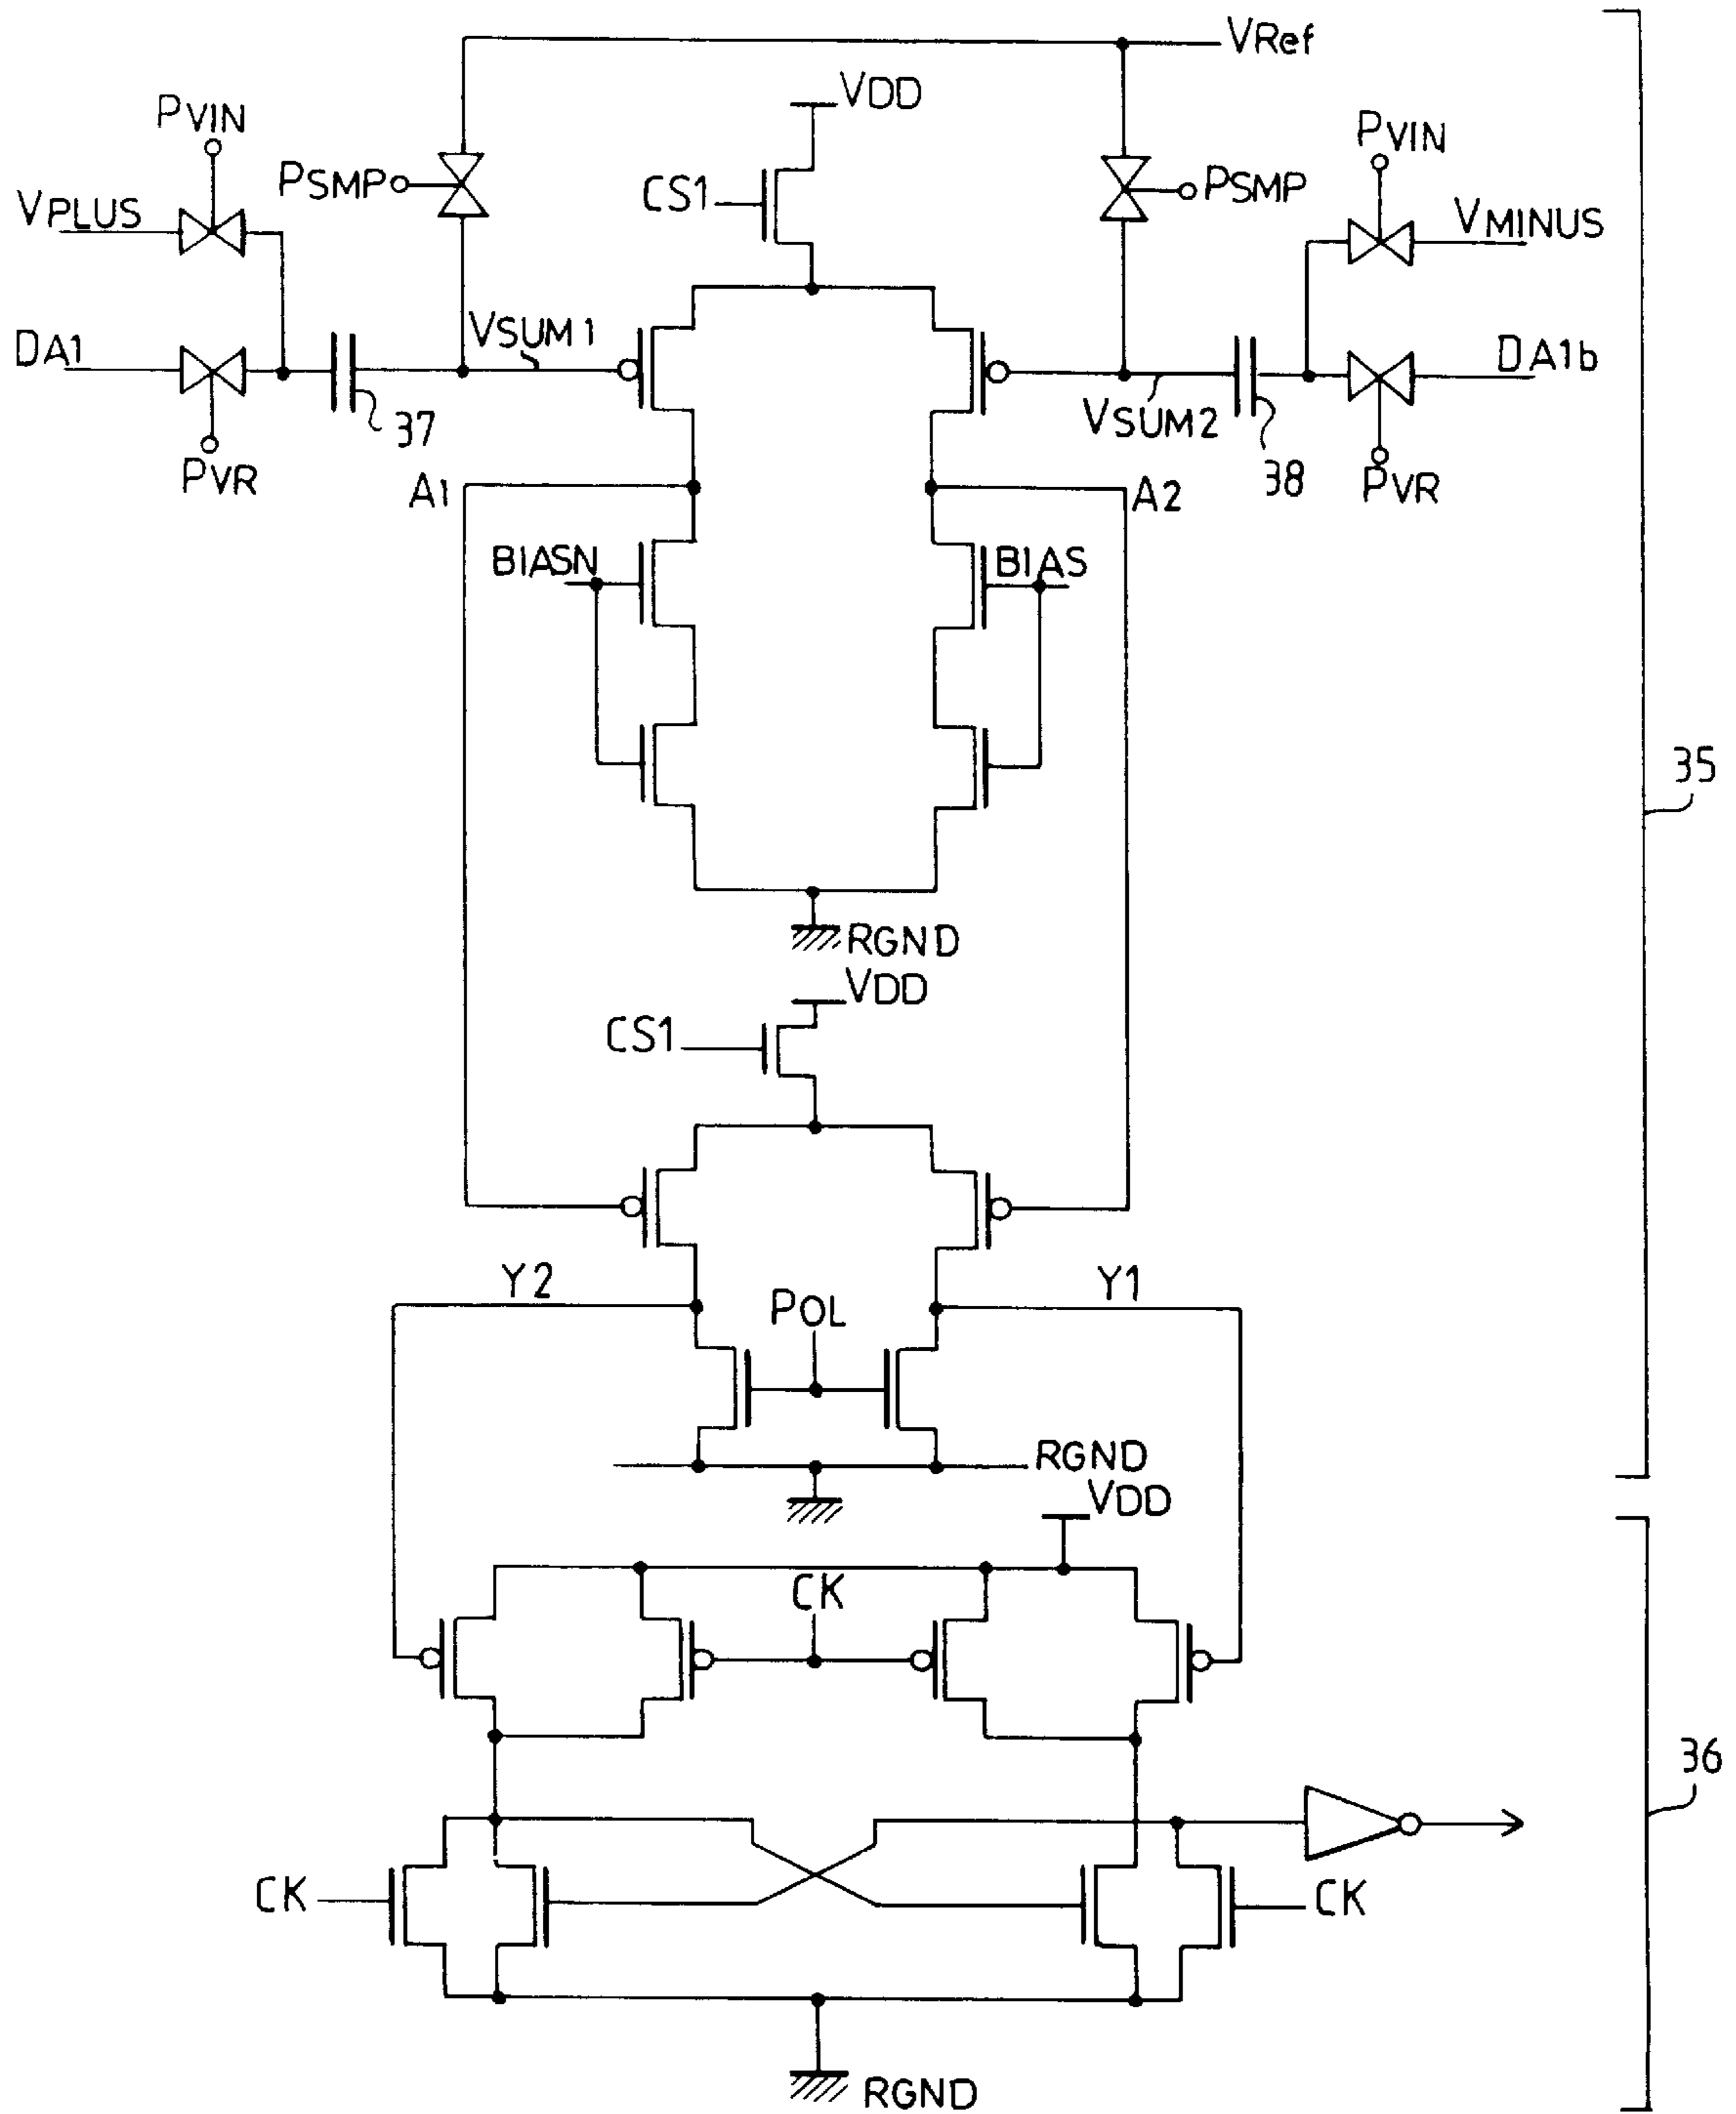 VRef
VDD
PVIN
PVIN
PSMP
CS1
PSMP
VPLUS
VMINUS
DA1
VSUM1
DA1b
VSUM2
37
38
PVR
PVR
A1
A2
BIASN
BIAS
35
RGND
VDD
CS1
Y2
POL
Y1
RGND
VDD
CK
36
CK
CK
RGND